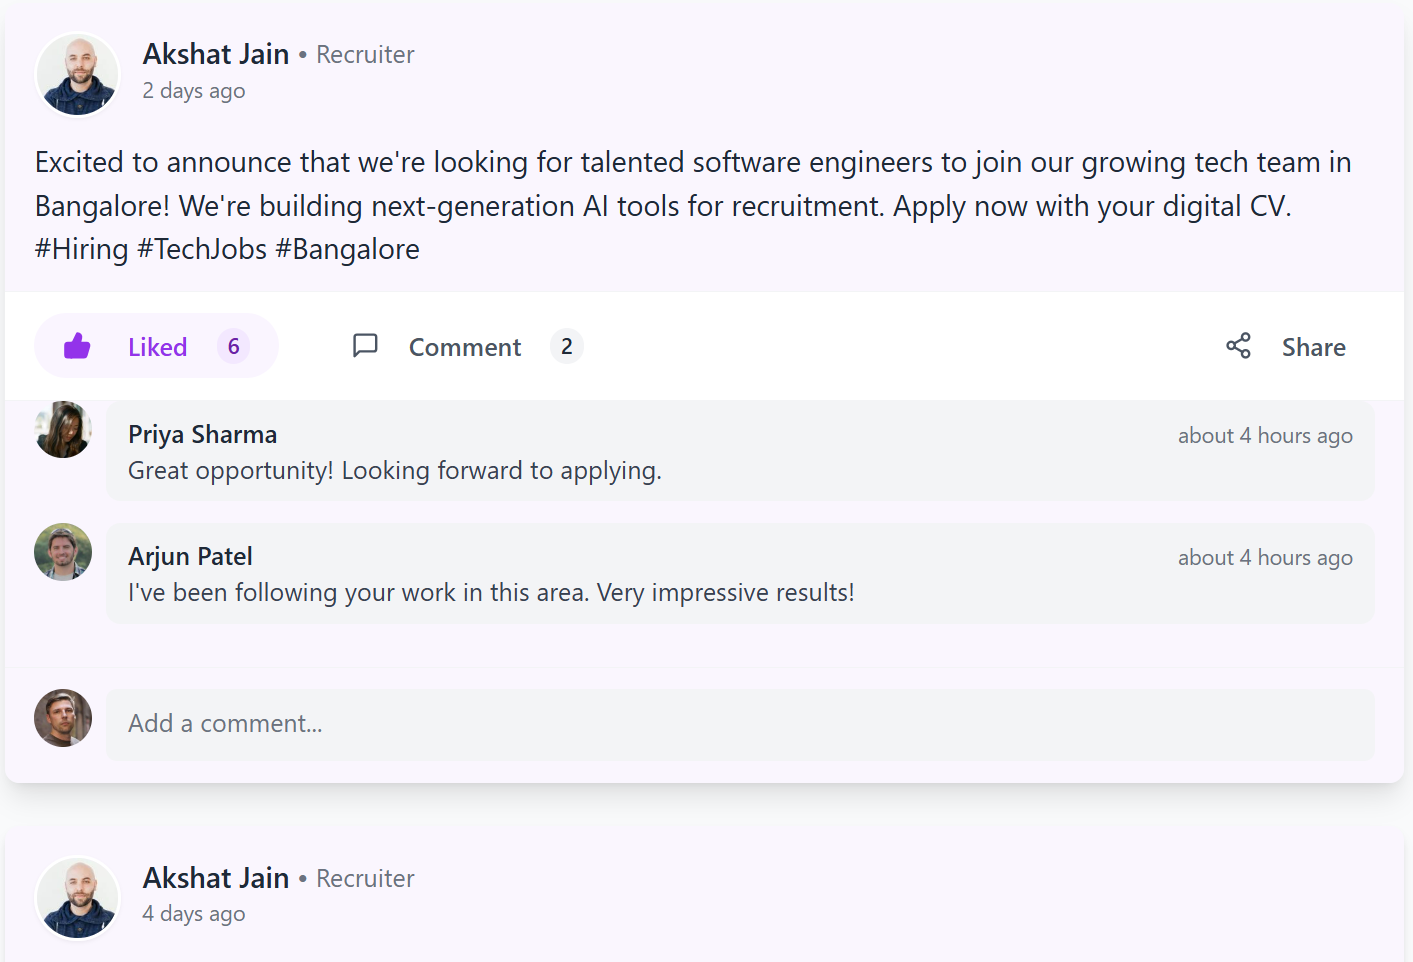 Akshat Jain • Recruiter
2 days ago
Excited to announce that we're looking for talented software engineers to join our growing tech team in
Bangalore! We're building next-generation AI tools for recruitment. Apply now with your digital CV.
#Hiring #TechJobs #Bangalore
Liked 6 Comment 2 Share
Priya Sharma about 4 hours ago
Great opportunity! Looking forward to applying.
Arjun Patel about 4 hours ago
I've been following your work in this area. Very impressive results!
Add a comment...
Akshat Jain • Recruiter
4 days ago